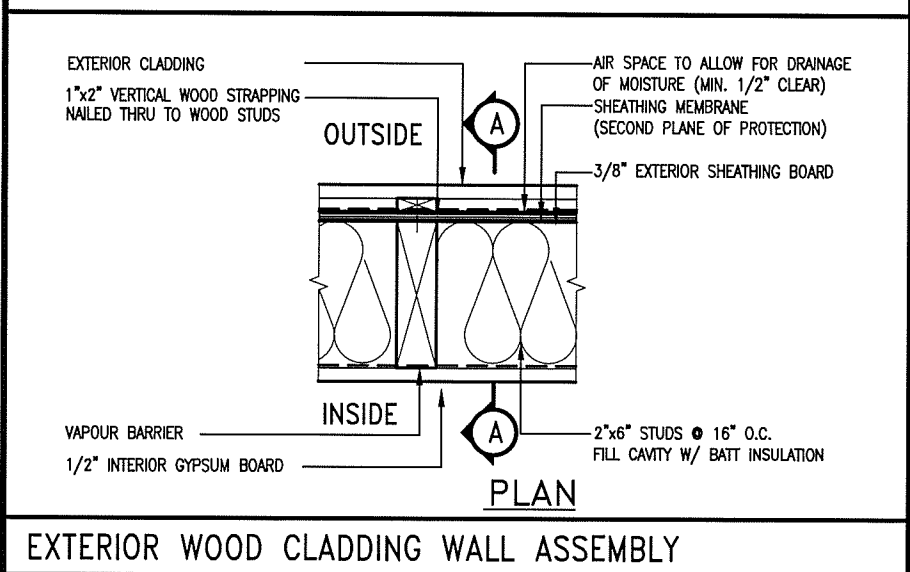 EXTERIOR CLADDING
1"x2" VERTICAL WOOD STRAPPING
NAILED THRU TO WOOD STUDS
OUTSIDE
A
AIR SPACE TO ALLOW FOR DRAINAGE
OF MOISTURE (MIN. 1/2" CLEAR)
SHEATHING MEMBRANE
(SECOND PLANE OF PROTECTION)
3/8" EXTERIOR SHEATHING BOARD
VAPOUR BARRIER
1/2" INTERIOR GYPSUM BOARD
INSIDE
A
2"x6" STUDS @ 16" O.C.
FILL CAVITY W/ BATT INSULATION
PLAN
EXTERIOR WOOD CLADDING WALL ASSEMBLY